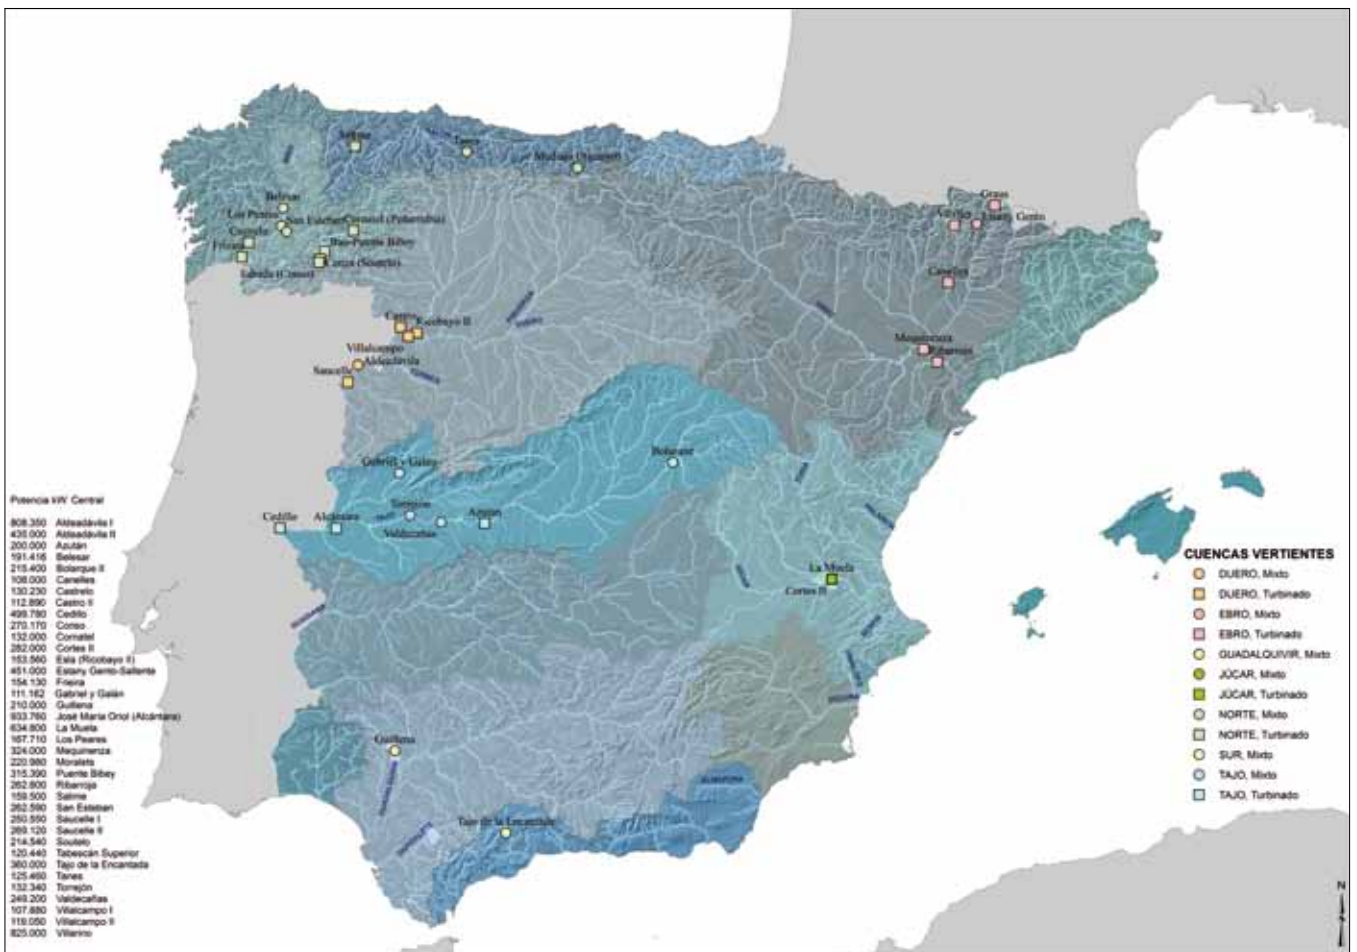 Salime
Tanes
Belesar
Los Peares
San Esteban
Cornatel (Peñarrubia)
Castrelo
Frieira
Bao-Puente Bibey
Conza (Soutelo)
Graus
Estany Gento
Canelles
Mequinenza
Ribarroja
Castro
Ricobayo II
Villalcampo
Aldeadávila
Saucelle
Gabriel y Galán
Bolarque
Torrejón
Cedillo
Alcántara
Azután
Valdecañas
La Muela
Cortes II
Guillena
Tajo de la Encantada
Potencia kW Central
808.350 Aldeadávila I
435.000 Aldeadávila II
200.000 Azután
191.416 Belesar
215.400 Bolarque II
108.000 Canelles
130.230 Castrelo
112.890 Castro II
499.780 Cedillo
270.170 Conso
132.000 Cornatel
282.000 Cortes II
153.560 Esla (Ricobayo II)
451.000 Estany Gento-Sallente
154.130 Frieira
111.162 Gabriel y Galán
210.000 Guillena
933.760 José María Oriol (Alcántara)
634.800 La Muela
167.710 Los Peares
324.000 Mequinenza
220.980 Moralets
315.390 Puente Bibey
262.800 Ribarroja
159.500 Salime
262.590 San Esteban
250.550 Saucelle I
269.120 Saucelle II
214.540 Soutelo
120.440 Tabescán Superior
360.000 Tajo de la Encantada
125.460 Tanes
132.340 Torrejón
249.200 Valdecañas
107.880 Villalcampo I
119.050 Villalcampo II
825.000 Villarino
CUENCAS VERTIENTES
DUERO, Mixto
DUERO, Turbinado
EBRO, Mixto
EBRO, Turbinado
GUADALQUIVIR, Mixto
JÚCAR, Mixto
JÚCAR, Turbinado
NORTE, Mixto
NORTE, Turbinado
SUR, Mixto
TAJO, Mixto
TAJO, Turbinado
N